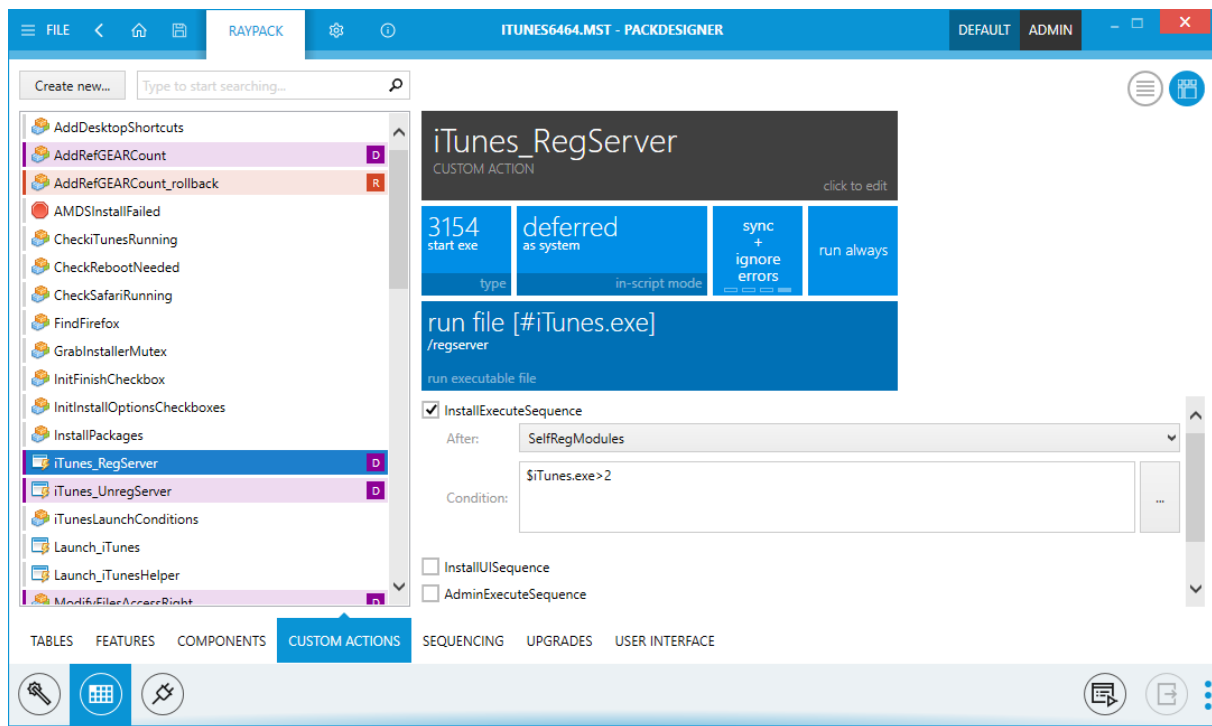 FILE
RAYPACK
ITUNES6464.MST - PACKDESIGNER
DEFAULT
ADMIN
Create new...
Type to start searching...
AddDesktopShortcuts
AddRefGEARCount D
AddRefGEARCount_rollback R
AMDSInstallFailed
CheckiTunesRunning
CheckRebootNeeded
CheckSafariRunning
FindFirefox
GrabInstallerMutex
InitFinishCheckbox
InitInstallOptionsCheckboxes
InstallPackages
iTunes_RegServer D
iTunes_UnregServer D
iTunesLaunchConditions
Launch_iTunes
Launch_iTunesHelper
ModifyFilesAccessRight D
iTunes_RegServer
CUSTOM ACTION
click to edit
3154
start exe
type
deferred
as system
in-script mode
sync
+
ignore
errors
run always
run file [#iTunes.exe]
/regserver
run executable file
InstallExecuteSequence
After: SelfRegModules
Condition: $iTunes.exe>2
...
InstallUISequence
AdminExecuteSequence
TABLES FEATURES COMPONENTS CUSTOM ACTIONS SEQUENCING UPGRADES USER INTERFACE